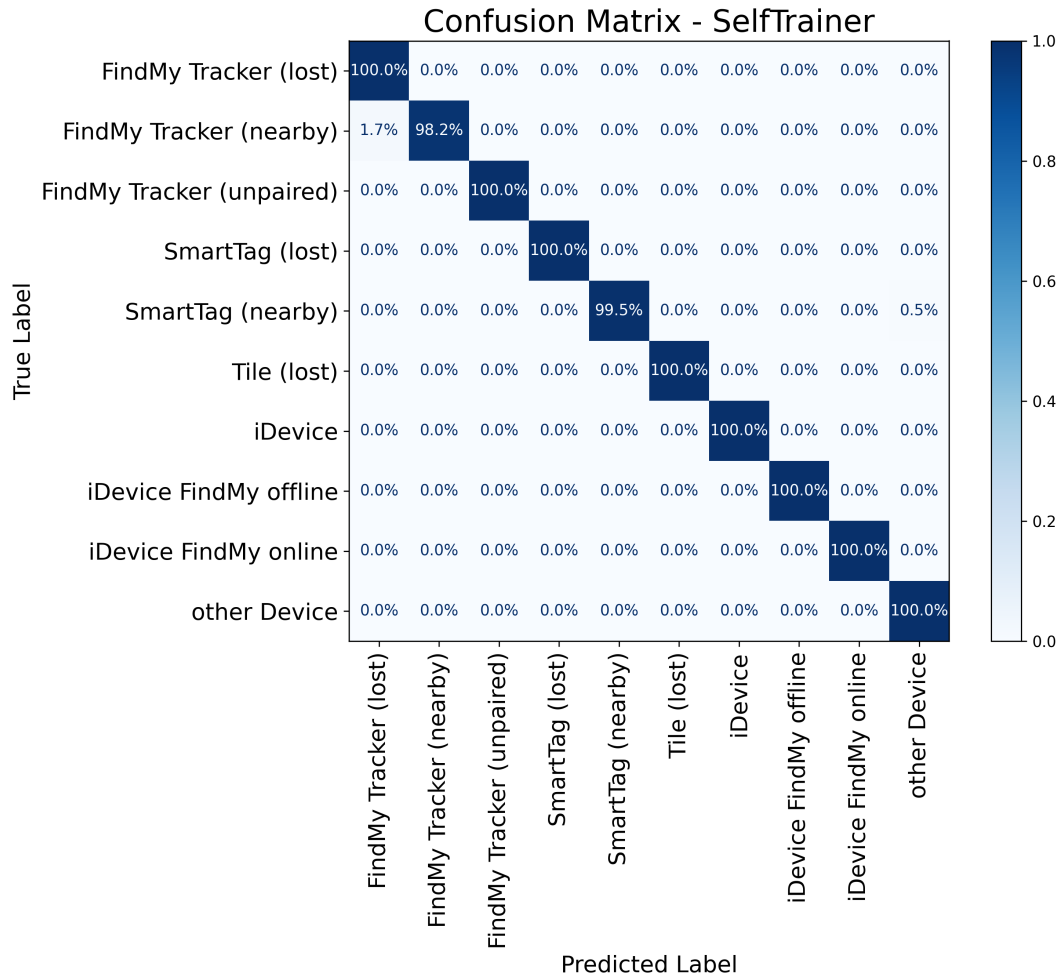 Confusion Matrix - SelfTrainer
True Label
FindMy Tracker (lost) 100.0% 0.0% 0.0% 0.0% 0.0% 0.0% 0.0% 0.0% 0.0% 0.0%
FindMy Tracker (nearby) 1.7% 98.2% 0.0% 0.0% 0.0% 0.0% 0.0% 0.0% 0.0% 0.0%
FindMy Tracker (unpaired) 0.0% 0.0% 100.0% 0.0% 0.0% 0.0% 0.0% 0.0% 0.0% 0.0%
SmartTag (lost) 0.0% 0.0% 0.0% 100.0% 0.0% 0.0% 0.0% 0.0% 0.0% 0.0%
SmartTag (nearby) 0.0% 0.0% 0.0% 0.0% 99.5% 0.0% 0.0% 0.0% 0.0% 0.5%
Tile (lost) 0.0% 0.0% 0.0% 0.0% 0.0% 100.0% 0.0% 0.0% 0.0% 0.0%
iDevice 0.0% 0.0% 0.0% 0.0% 0.0% 0.0% 100.0% 0.0% 0.0% 0.0%
iDevice FindMy offline 0.0% 0.0% 0.0% 0.0% 0.0% 0.0% 0.0% 100.0% 0.0% 0.0%
iDevice FindMy online 0.0% 0.0% 0.0% 0.0% 0.0% 0.0% 0.0% 0.0% 100.0% 0.0%
other Device 0.0% 0.0% 0.0% 0.0% 0.0% 0.0% 0.0% 0.0% 0.0% 100.0%
FindMy Tracker (lost)
FindMy Tracker (nearby)
FindMy Tracker (unpaired)
SmartTag (lost)
SmartTag (nearby)
Tile (lost)
iDevice
iDevice FindMy offline
iDevice FindMy online
other Device
Predicted Label
1.0
0.8
0.6
0.4
0.2
0.0